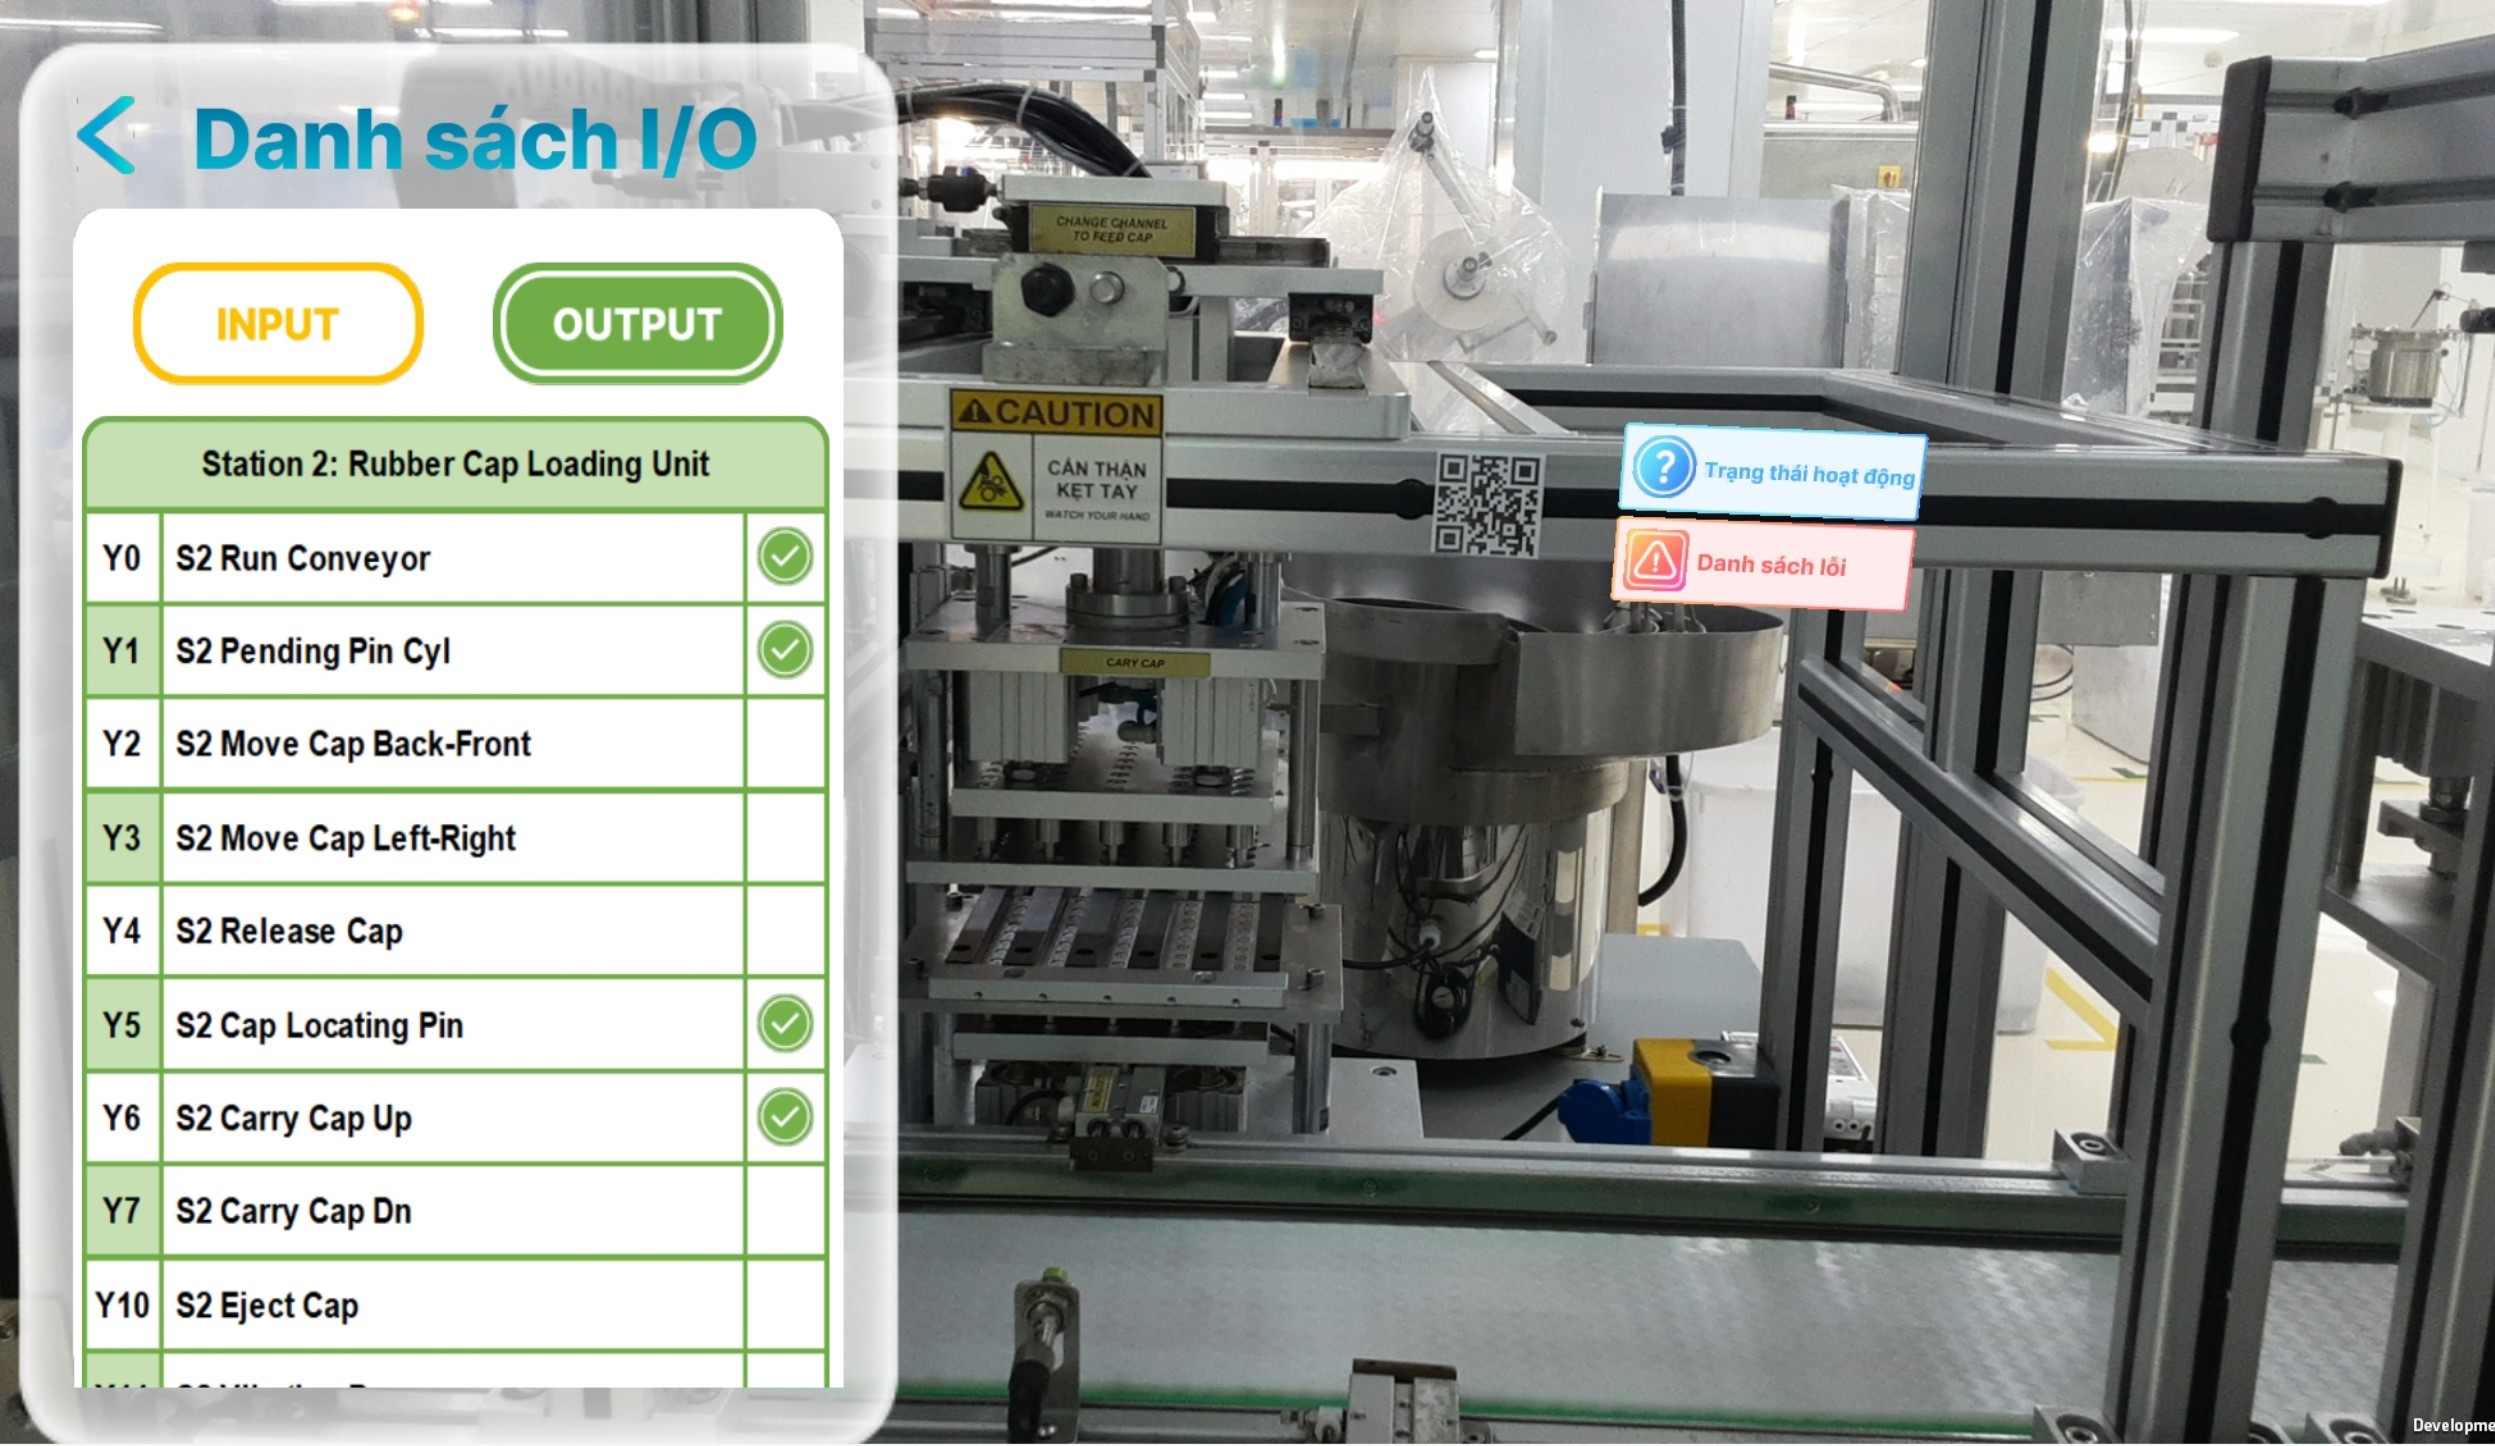 Danh sách I/O
INPUT
OUTPUT
Station 2: Rubber Cap Loading Unit
Y0 S2 Run Conveyor
Y1 S2 Pending Pin Cyl
Y2 S2 Move Cap Back-Front
Y3 S2 Move Cap Left-Right
Y4 S2 Release Cap
Y5 S2 Cap Locating Pin
Y6 S2 Carry Cap Up
Y7 S2 Carry Cap Dn
Y10 S2 Eject Cap
CHANGE CHANNEL
TO FEED CAP
CAUTION
CẨN THẬN
KẸT TAY
WATCH YOUR HAND
Trạng thái hoạt động
Danh sách lỗi
CARY CAP
Developme